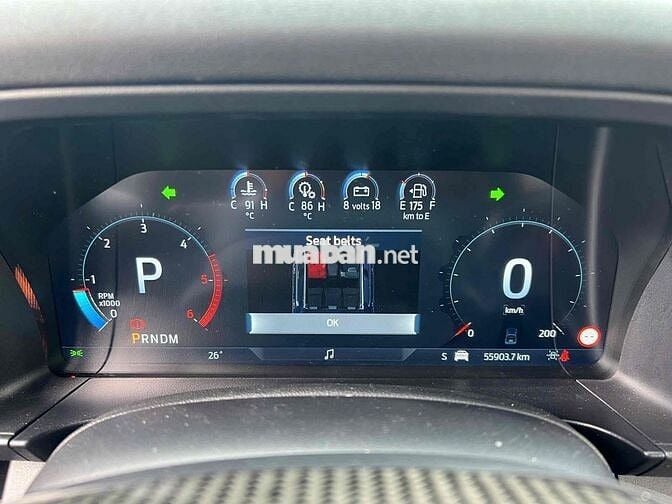 C 91 H
°C
C 86 H
°C
8 volts 18
E 175 F
km to E
Seat belts
muaban.net
OK
0
1
2
3
4
5
6
RPM
x1000
P
PRNDM
0
km/h
0
200
26°
S
55903.7 km